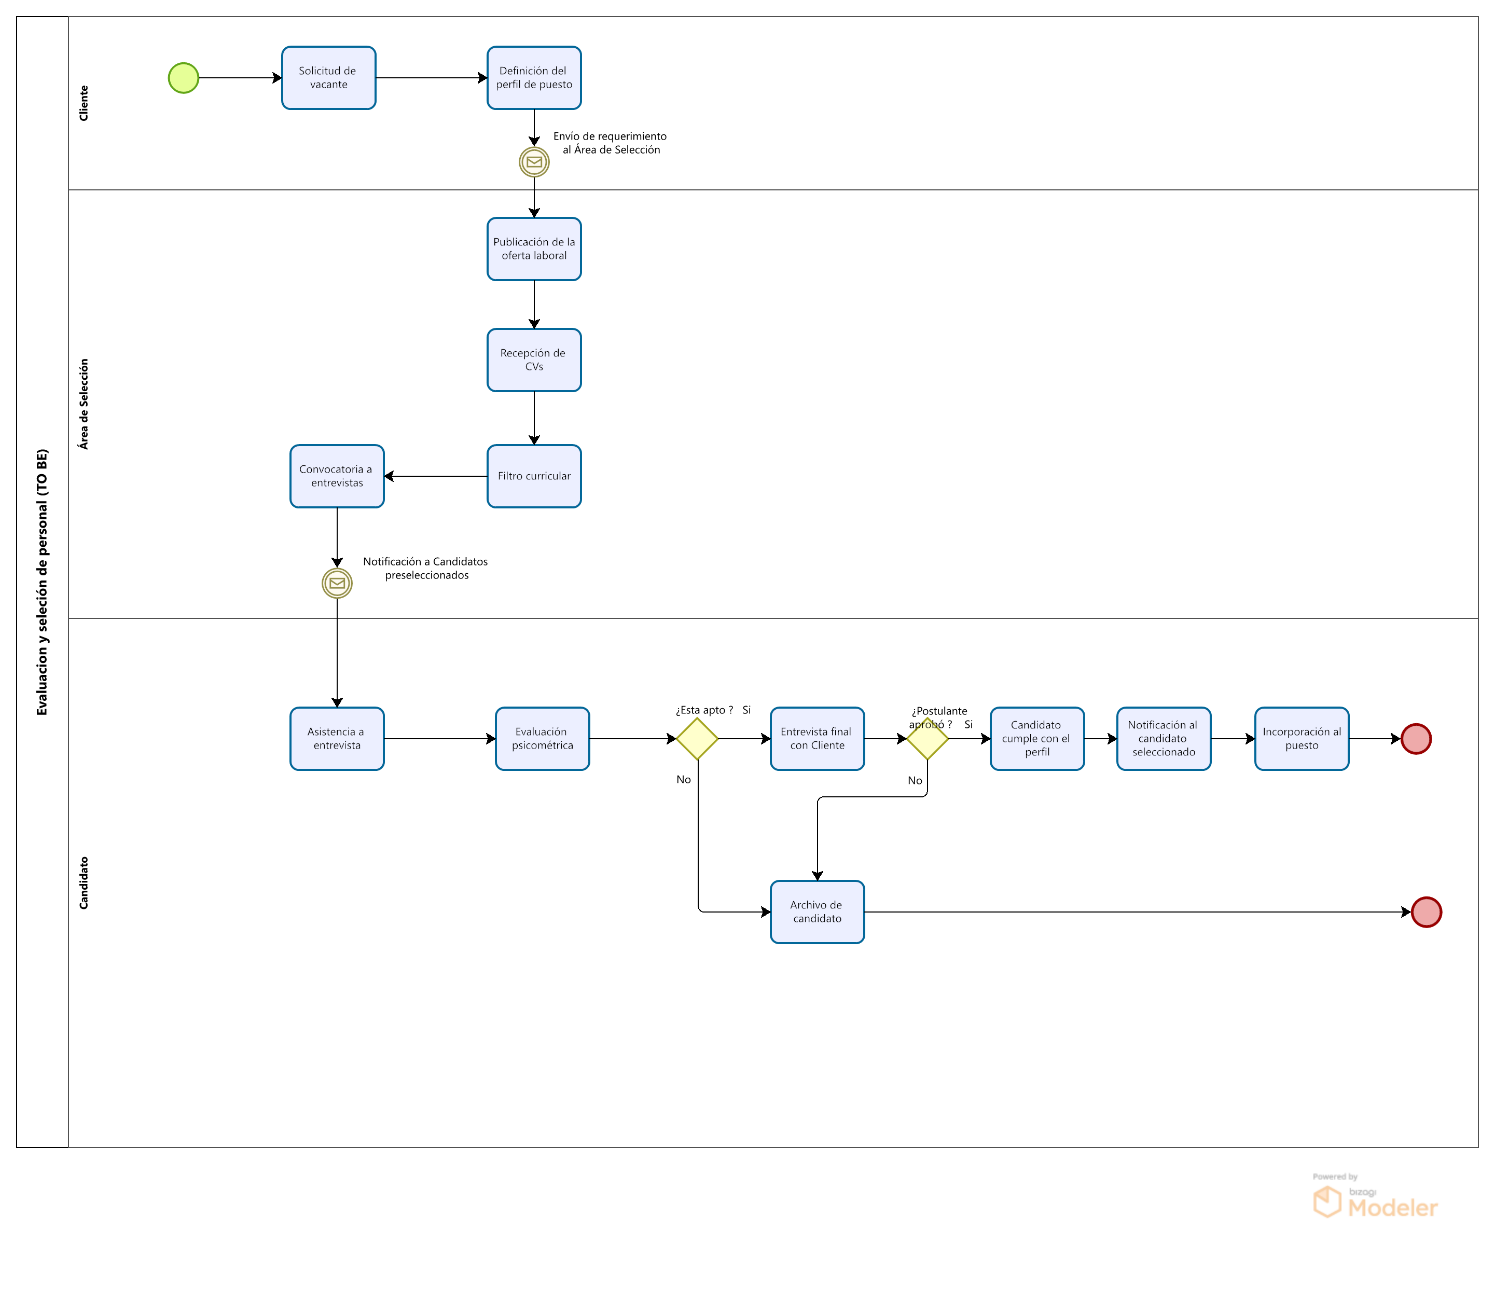 Evaluacion y seleción de personal (TO BE)
Cliente
Solicitud de
vacante
Definición del
perfil de puesto
Envío de requerimiento
al Área de Selección
Área de Selección
Publicación de la
oferta laboral
Recepción de
CVs
Filtro curricular
Convocatoria a
entrevistas
Notificación a Candidatos
preseleccionados
Candidato
Asistencia a
entrevista
Evaluación
psicométrica
¿Esta apto ? Si
No
Entrevista final
con Cliente
¿Postulante
aprobó ? Si
No
Candidato
cumple con el
perfil
Notificación al
candidato
seleccionado
Incorporación al
puesto
Archivo de
candidato
Powered by
bizagi
Modeler